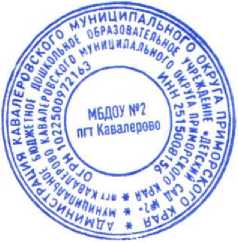 АДМИНИСТРАЦИЯ КАВАЛЕРОВСКОГО МУНИЦИПАЛЬНОГО ОКРУГА ПРИМОРСКОГО КРАЯ
МУНИЦИПАЛЬНОЕ БЮДЖЕТНОЕ ДОШКОЛЬНОЕ ОБРАЗОВАТЕЛЬНОЕ УЧРЕЖДЕНИЕ «ДЕТСКИЙ САД №2»
пгт КАВАЛЕРОВО КАВАЛЕРОВСКОГО МУНИЦИПАЛЬНОГО ОКРУГА ПРИМОРСКОГО КРАЯ
ОГРН 1022500972163
ИНН 2515008156
МБДОУ №2
пгт Кавалерово